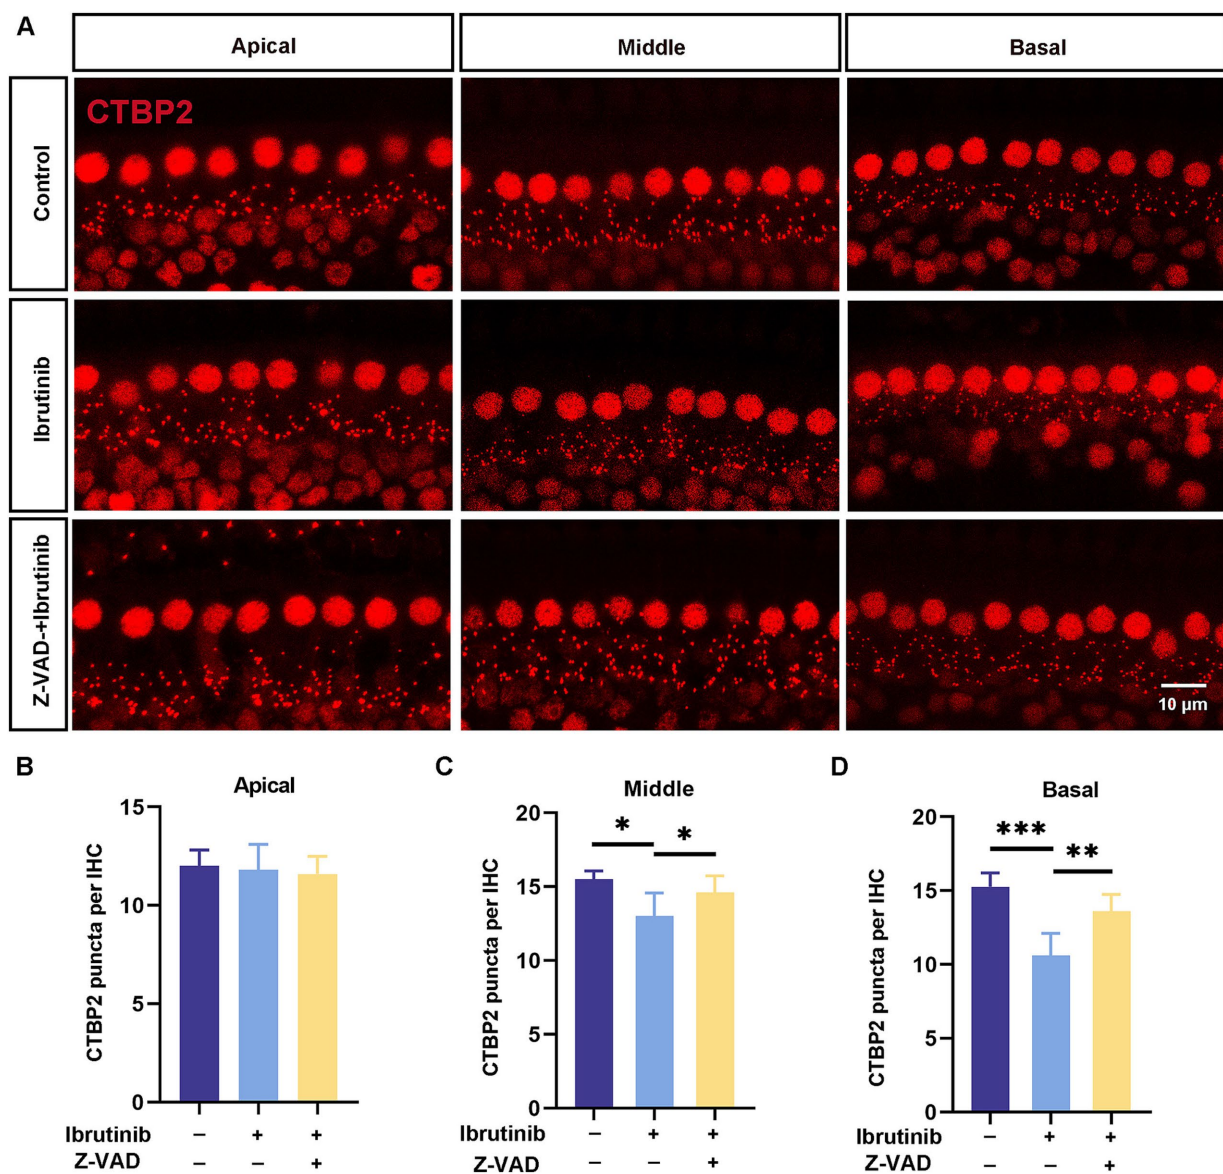 A
Apical
Middle
Basal
Control
CTBP2
Ibrutinib
Z-VAD-+Ibrutinib
10 μm
B
Apical
CTBP2 puncta per IHC
15
10
5
0
Ibrutinib – + +
Z-VAD – – +
C
Middle
CTBP2 puncta per IHC
20
15
10
5
0
* *
Ibrutinib – + +
Z-VAD – – +
D
Basal
CTBP2 puncta per IHC
20
15
10
5
0
*** **
Ibrutinib – + +
Z-VAD – – +